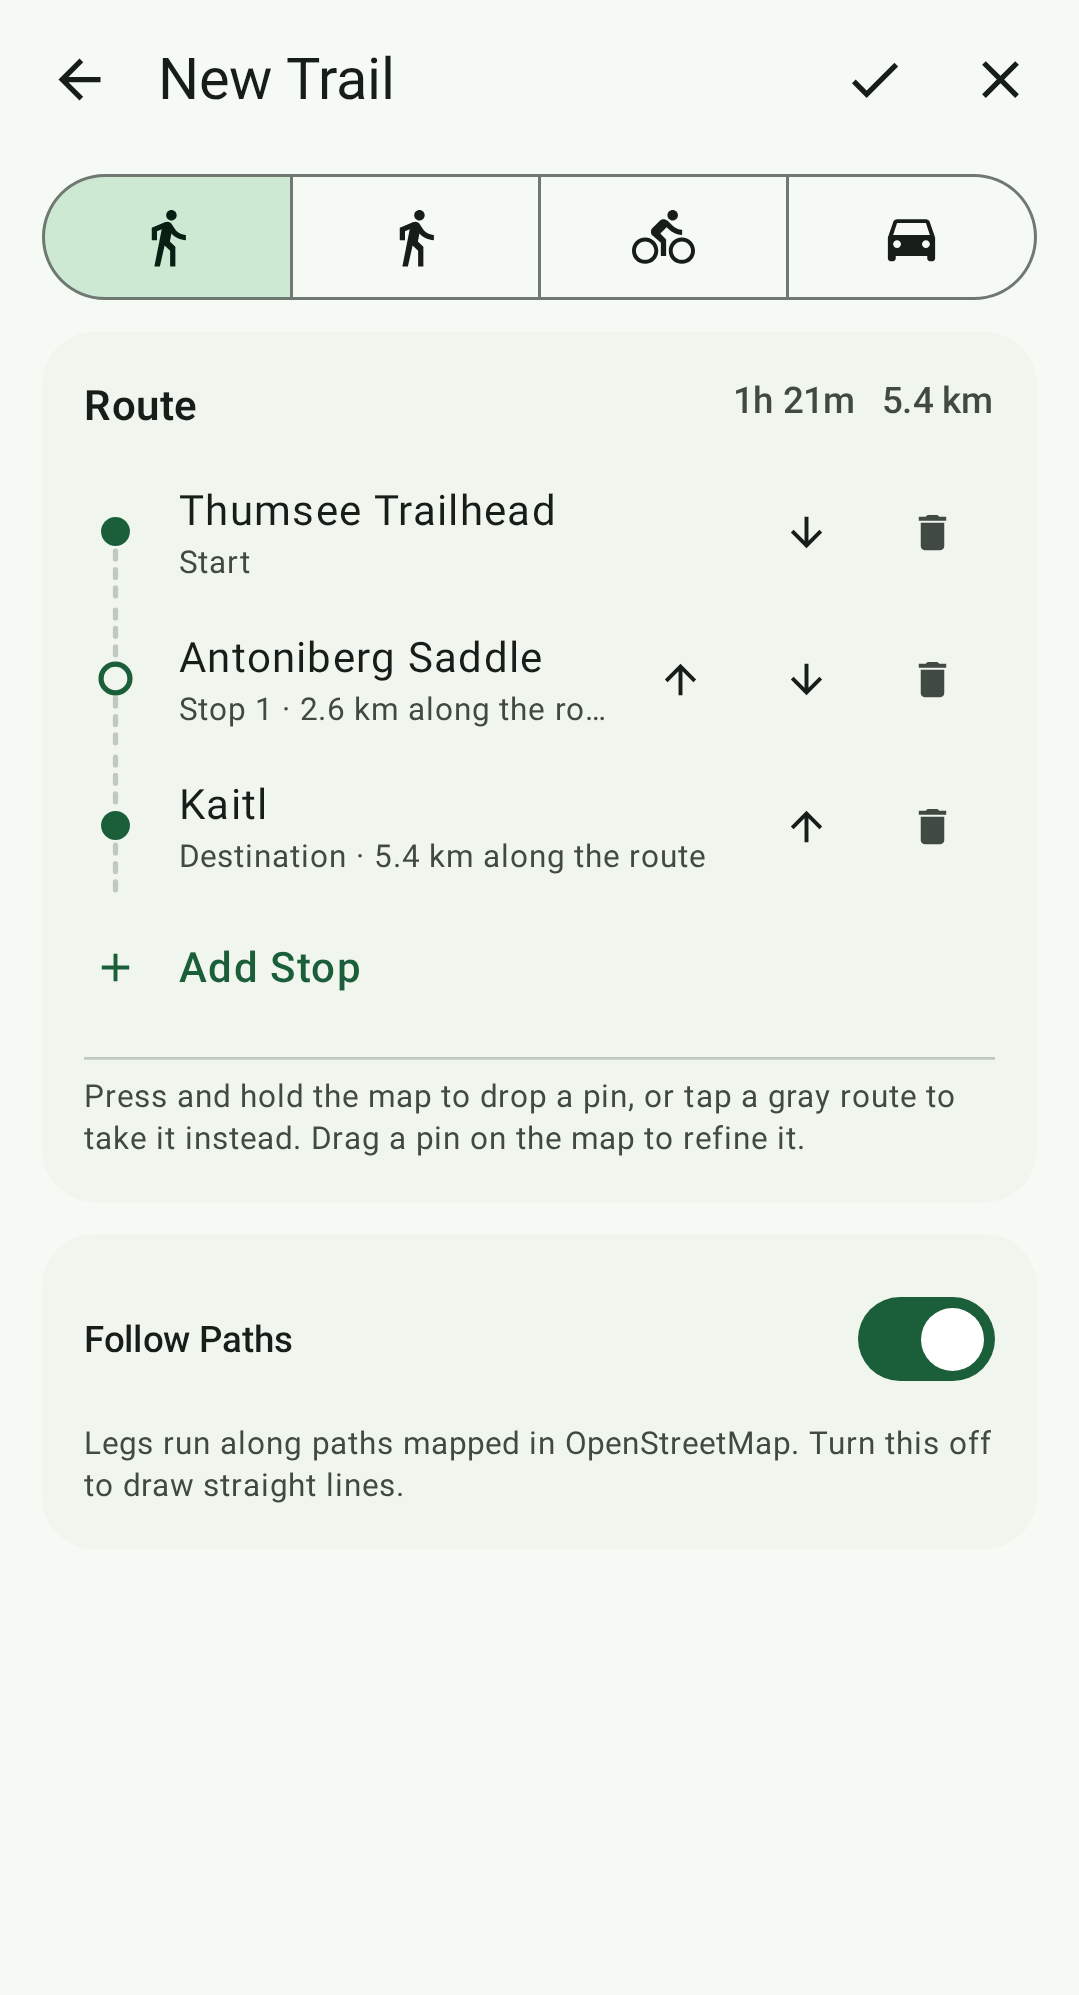 New Trail
Route
1h 21m 5.4 km
Thumsee Trailhead
Start
Antoniberg Saddle
Stop 1 · 2.6 km along the ro…
Kaitl
Destination · 5.4 km along the route
Add Stop
Press and hold the map to drop a pin, or tap a gray route to
take it instead. Drag a pin on the map to refine it.
Follow Paths
Legs run along paths mapped in OpenStreetMap. Turn this off
to draw straight lines.